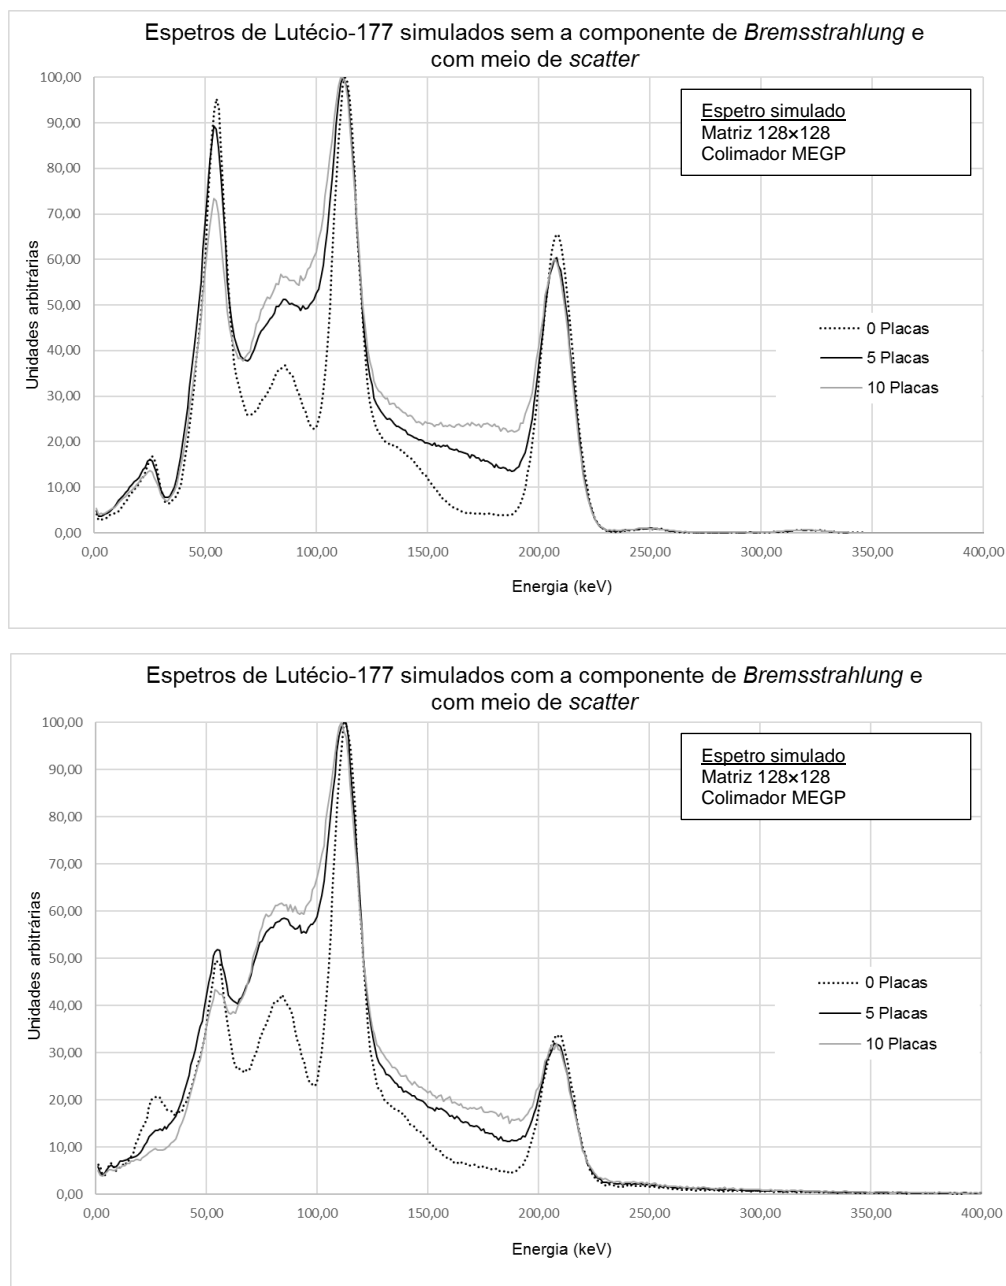 Espetros de Lutécio-177 simulados sem a componente de Bremsstrahlung e
com meio de scatter
100,00
90,00
80,00
70,00
60,00
50,00
40,00
30,00
20,00
10,00
0,00
Unidades arbitrárias
Espetro simulado
Matriz 128×128
Colimador MEGP
0 Placas
5 Placas
10 Placas
0,00 50,00 100,00 150,00 200,00 250,00 300,00 350,00 400,00
Energia (keV)
Espetros de Lutécio-177 simulados com a componente de Bremsstrahlung e
com meio de scatter
100,00
90,00
80,00
70,00
60,00
50,00
40,00
30,00
20,00
10,00
0,00
Unidades arbitrárias
Espetro simulado
Matriz 128×128
Colimador MEGP
0 Placas
5 Placas
10 Placas
0,00 50,00 100,00 150,00 200,00 250,00 300,00 350,00 400,00
Energia (keV)